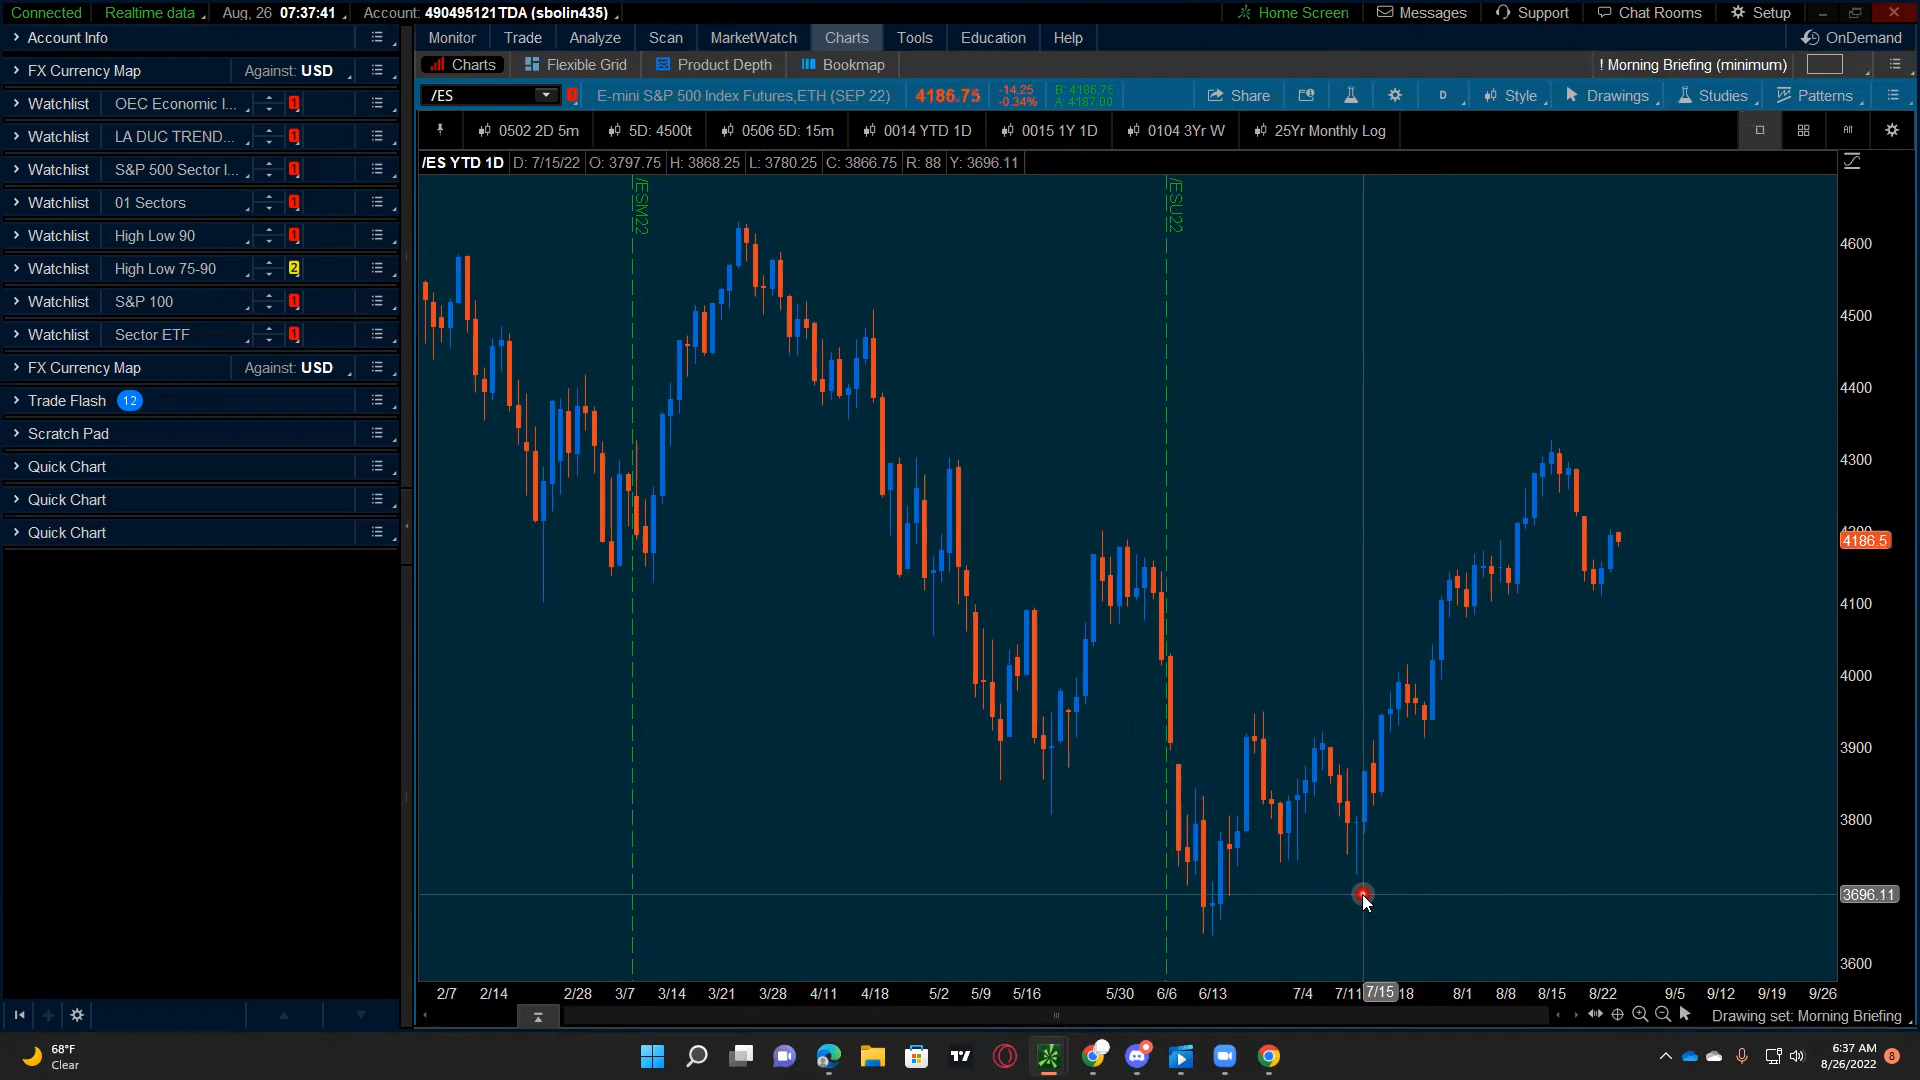 Connected Realtime data Aug, 26 07:37:41 Account: 490495121TDA (sbolin435) Home Screen Messages Support Chat Rooms Setup
Account Info
FX Currency Map Against: USD
Watchlist OEC Economic I...
Watchlist LA DUC TREND...
Watchlist S&P 500 Sector I...
Watchlist 01 Sectors
Watchlist High Low 90
Watchlist High Low 75-90 2
Watchlist S&P 100
Watchlist Sector ETF
FX Currency Map Against: USD
Trade Flash 12
Scratch Pad
Quick Chart
Quick Chart
Quick Chart
Monitor Trade Analyze Scan MarketWatch Charts Tools Education Help OnDemand
Charts Flexible Grid Product Depth Bookmap ! Morning Briefing (minimum)
/ES E-mini S&P 500 Index Futures,ETH (SEP 22) 4186.75 -14.25 -0.34% B: 4186.75 A: 4187.00 Share D Style Drawings Studies Patterns
0502 2D 5m 5D: 4500t 0506 5D: 15m 0014 YTD 1D 0015 1Y 1D 0104 3Yr W 25Yr Monthly Log All
/ES YTD 1D D: 7/15/22 O: 3797.75 H: 3868.25 L: 3780.25 C: 3866.75 R: 88 Y: 3696.11
/ESM22
/ESU22
4600
4500
4400
4300
4186.5
4100
4000
3900
3800
3696.11
3600
2/7 2/14 2/28 3/7 3/14 3/21 3/28 4/11 4/18 5/2 5/9 5/16 5/30 6/6 6/13 7/4 7/11 7/15 18 8/1 8/8 8/15 8/22 9/5 9/12 9/19 9/26
Drawing set: Morning Briefing
68°F
Clear
6:37 AM
8/26/2022
8